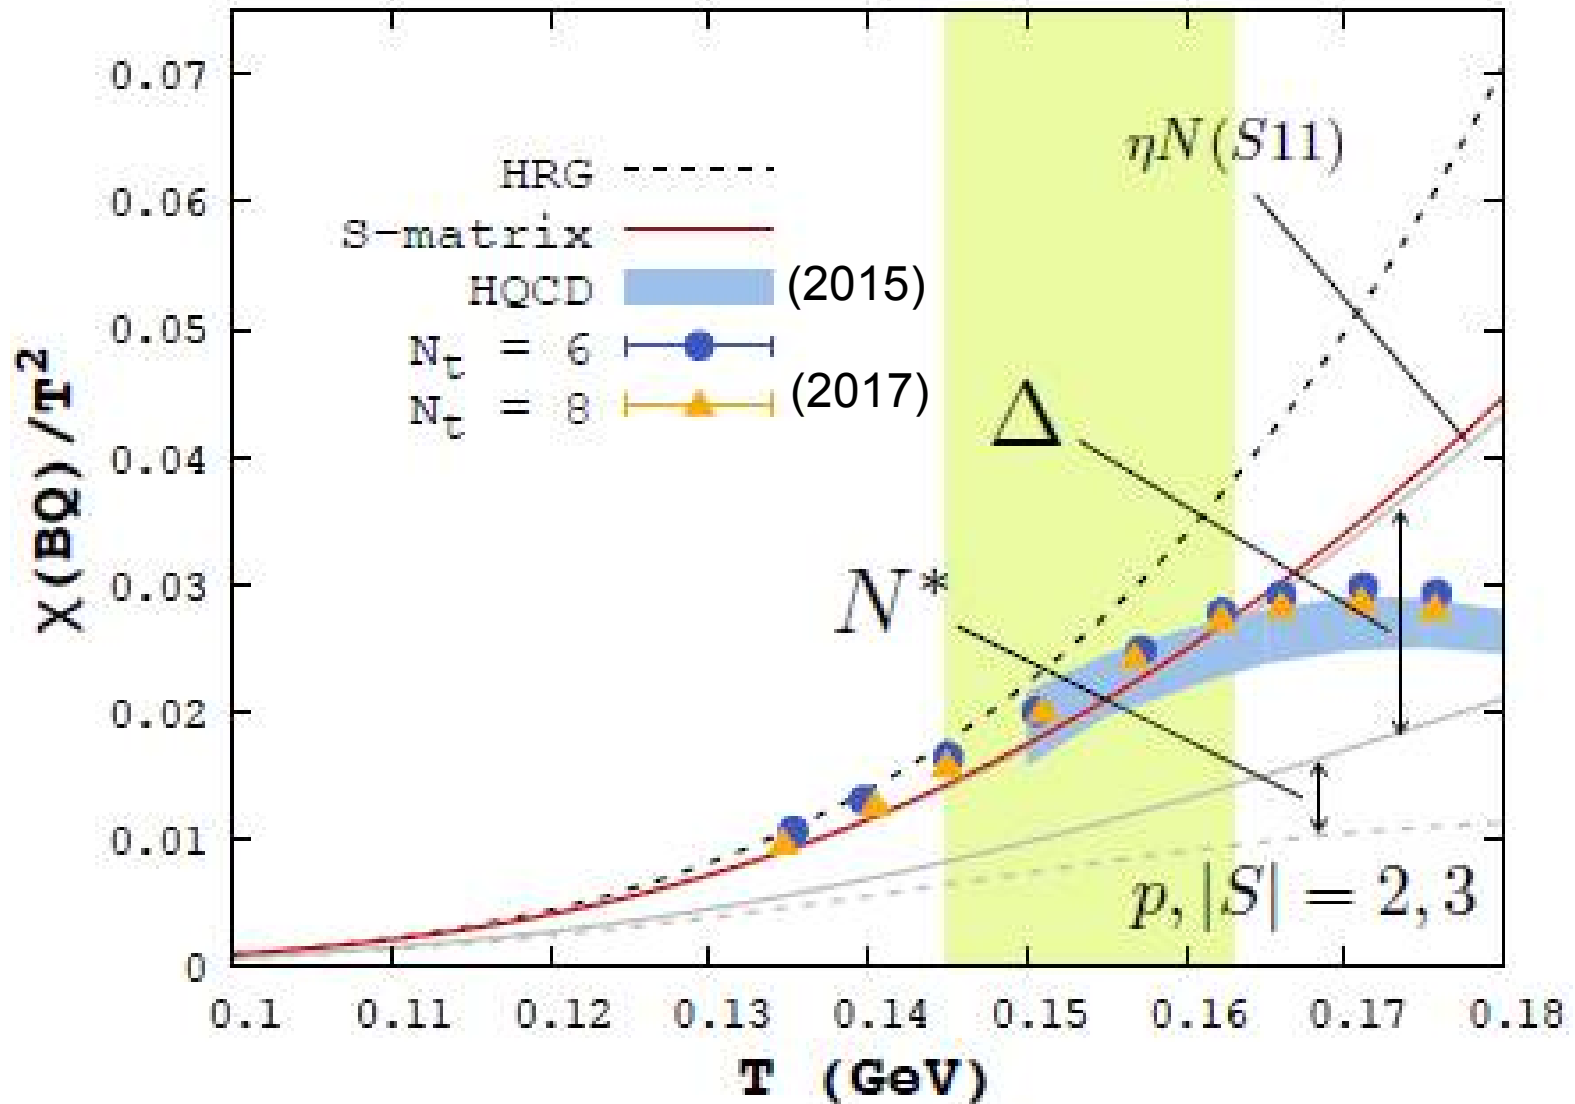 χ(BQ)/T²
0.07
0.06
0.05
0.04
0.03
0.02
0.01
0
HRG
S-matrix
HQCD (2015)
Nₜ = 6
Nₜ = 8 (2017)
ηN(S11)
Δ
N*
p, |S| = 2, 3
0.1 0.11 0.12 0.13 0.14 0.15 0.16 0.17 0.18
T (GeV)